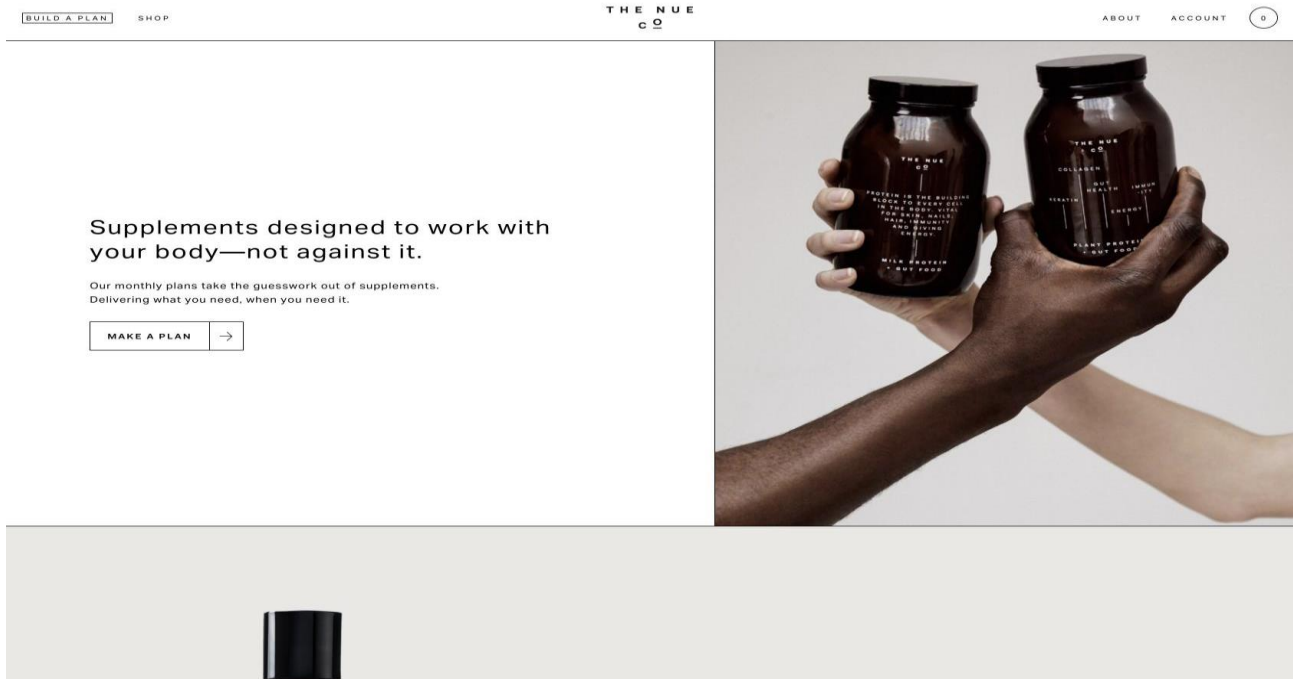 BUILD A PLAN
SHOP
THE NUE
CO
ABOUT
ACCOUNT
0
Supplements designed to work with
your body—not against it.
Our monthly plans take the guesswork out of supplements.
Delivering what you need, when you need it.
MAKE A PLAN
THE NUE
CO
PROTEIN IS THE BUILDING
BLOCK TO EVERY CELL
IN THE BODY. VITAL
FOR SKIN, NAILS,
HAIR, IMMUNITY
AND GIVING
ENERGY.
MILK PROTEIN
+ GUT FOOD
THE NUE
CO
COLLAGEN
GUT
HEALTH
IMMUN
-ITY
KERATIN
ENERGY
PLANT PROTEIN
+ GUT FOOD